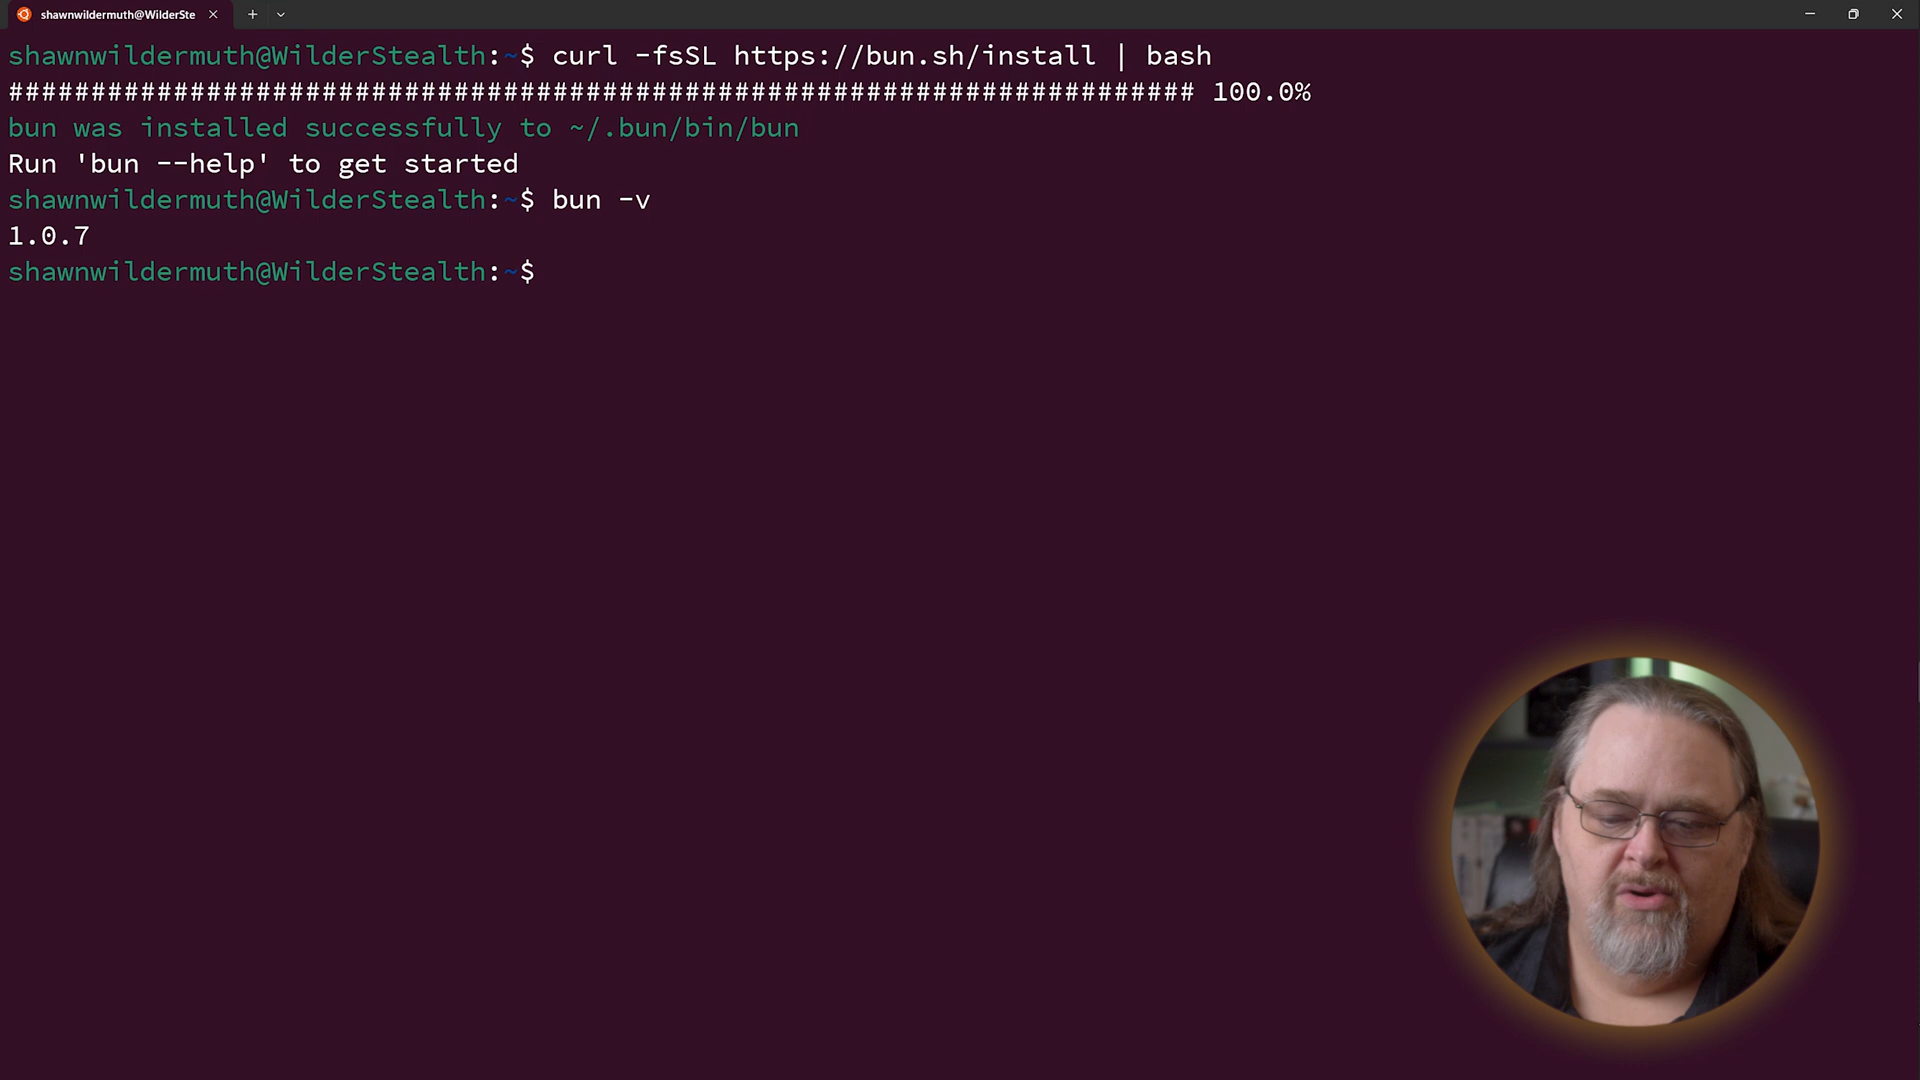 shawnwildermuth@WilderSte
shawnwildermuth@WilderStealth:~$ curl -fsSL https://bun.sh/install | bash
######################################################################## 100.0%
bun was installed successfully to ~/.bun/bin/bun
Run 'bun --help' to get started
shawnwildermuth@WilderStealth:~$ bun -v
1.0.7
shawnwildermuth@WilderStealth:~$